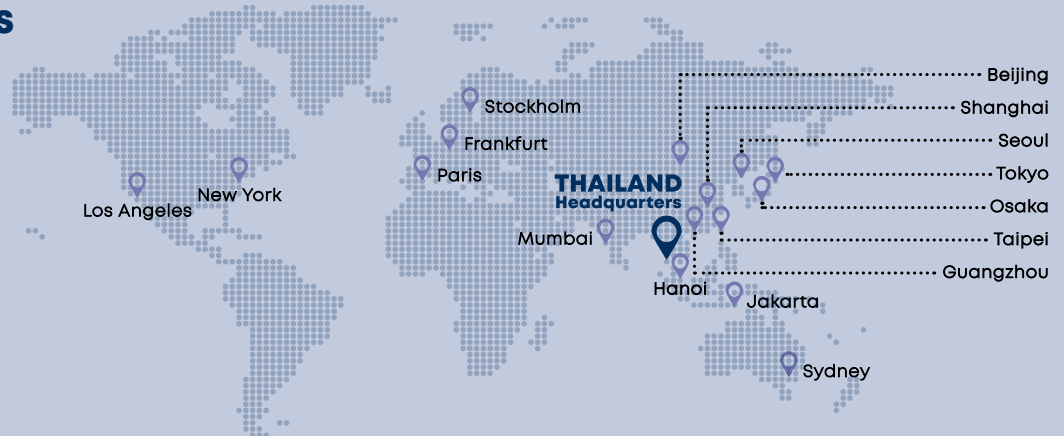 S
Beijing
Stockholm
Shanghai
Frankfurt
Seoul
Paris
Tokyo
THAILAND
Headquarters
New York
Los Angeles
Osaka
Mumbai
Taipei
Guangzhou
Hanoi
Jakarta
Sydney